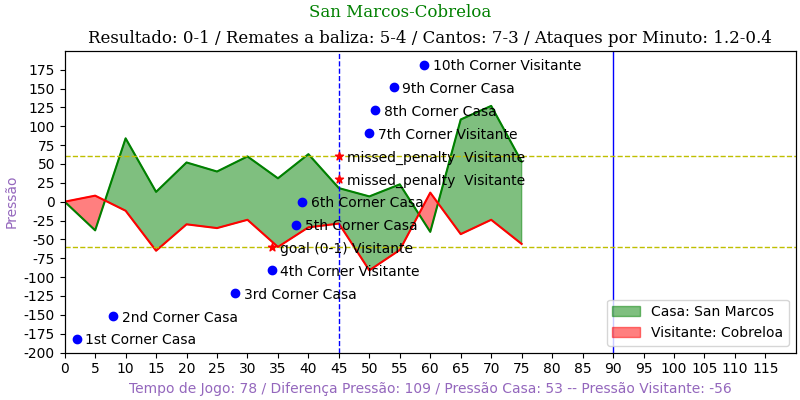 San Marcos-Cobreloa
Resultado: 0-1 / Remates a baliza: 5-4 / Cantos: 7-3 / Ataques por Minuto: 1.2-0.4
Pressão
175
150
125
100
75
50
25
0
-25
-50
-75
-100
-125
-150
-175
-200
10th Corner Visitante
9th Corner Casa
8th Corner Casa
7th Corner Visitante
missed_penalty Visitante
missed_penalty Visitante
6th Corner Casa
5th Corner Casa
goal (0-1) Visitante
4th Corner Visitante
3rd Corner Casa
2nd Corner Casa
1st Corner Casa
Casa: San Marcos
Visitante: Cobreloa
0 5 10 15 20 25 30 35 40 45 50 55 60 65 70 75 80 85 90 95 100 105 110 115
Tempo de Jogo: 78 / Diferença Pressão: 109 / Pressão Casa: 53 -- Pressão Visitante: -56